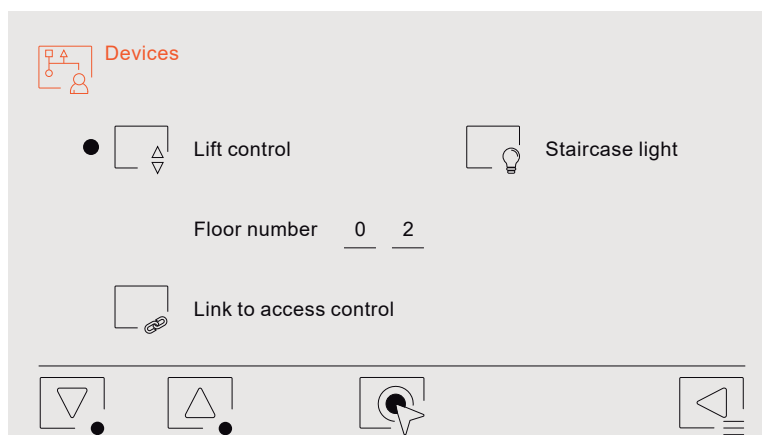 Devices
Lift control
Staircase light
Floor number 0 2
Link to access control